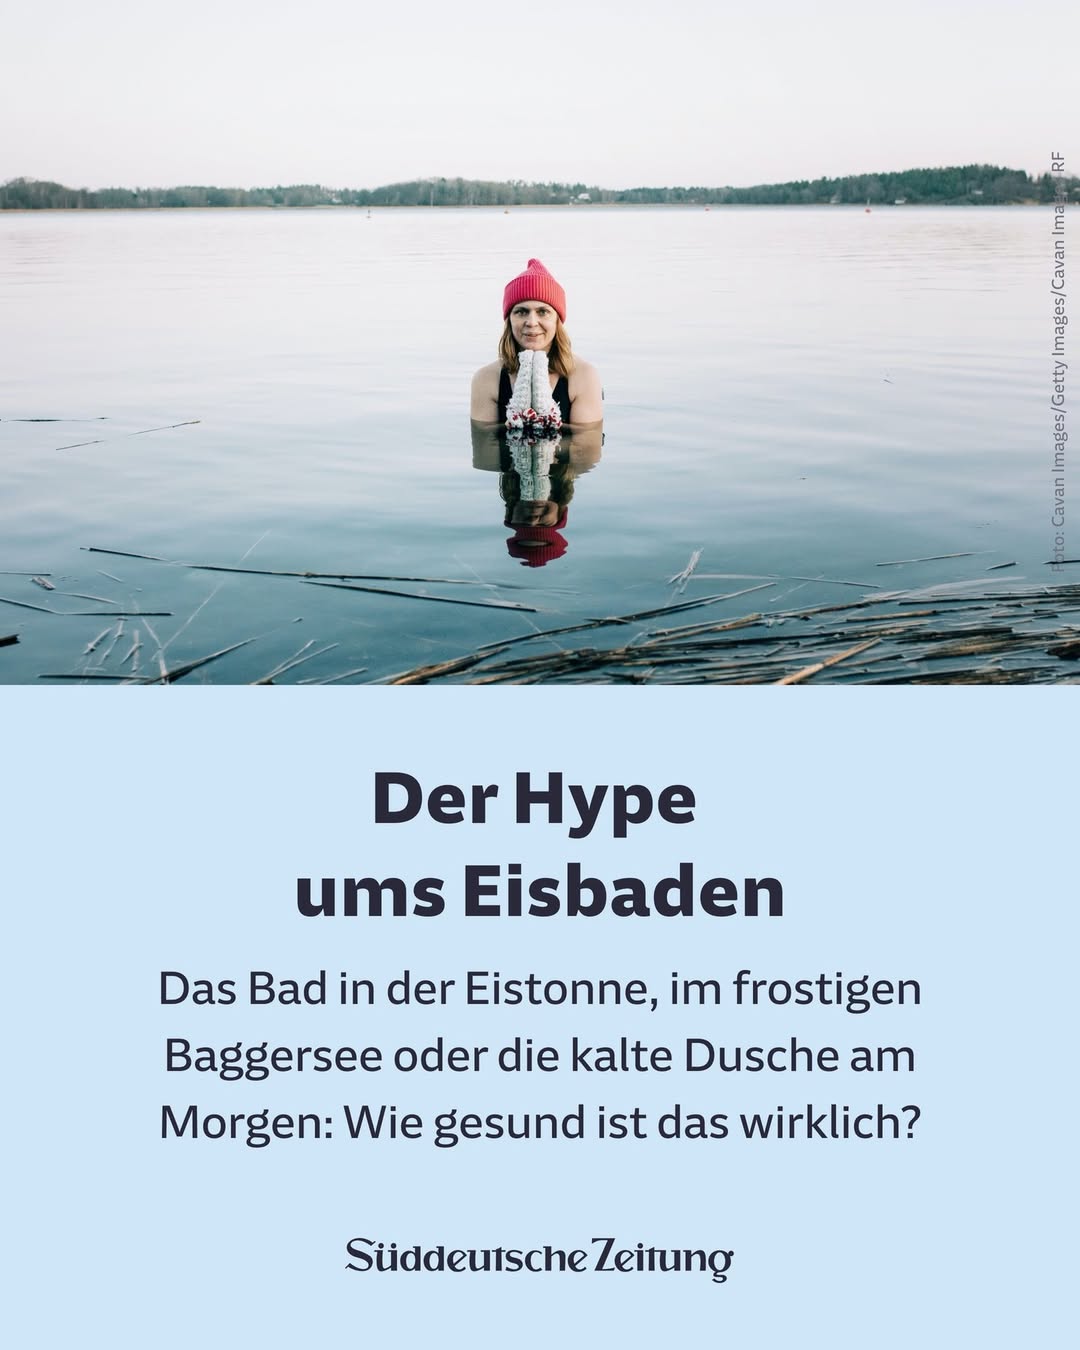 Foto: Cavan Images/Getty Images/Cavan Images RF
Der Hype
ums Eisbaden
Das Bad in der Eistonne, im frostigen
Baggersee oder die kalte Dusche am
Morgen: Wie gesund ist das wirklich?
Süddeutsche Zeitung